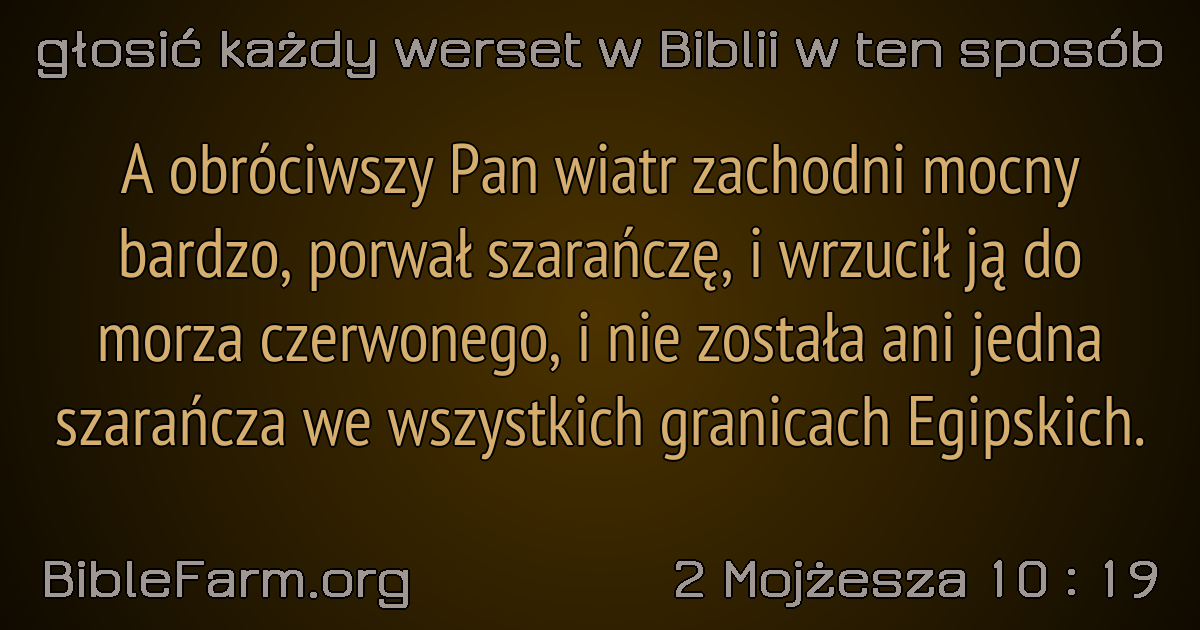 głosić każdy werset w Biblii w ten sposób
A obróciwszy Pan wiatr zachodni mocny
bardzo, porwał szarańczę, i wrzucił ją do
morza czerwonego, i nie została ani jedna
szarańcza we wszystkich granicach Egipskich.
BibleFarm.org
2 Mojżesza 10 : 19